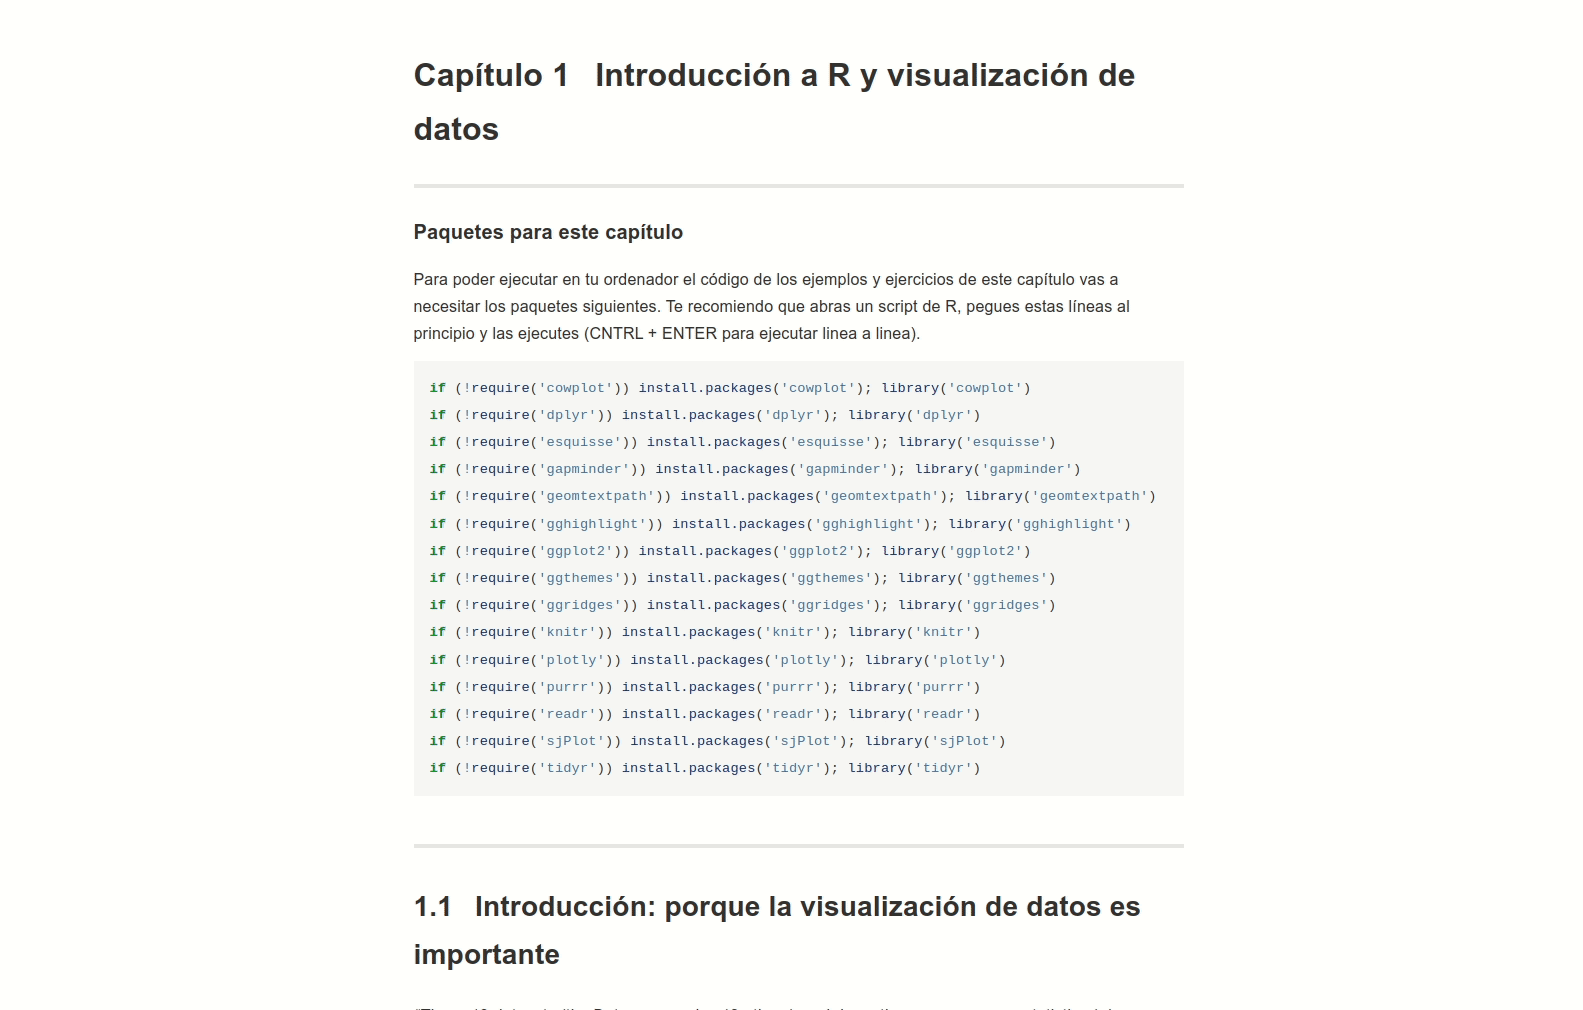 Capítulo 1 Introducción a R y visualización de
datos
Paquetes para este capítulo
Para poder ejecutar en tu ordenador el código de los ejemplos y ejercicios de este capítulo vas a
necesitar los paquetes siguientes. Te recomiendo que abras un script de R, pegues estas líneas al
principio y las ejecutes (CNTRL + ENTER para ejecutar linea a linea).
if (!require('cowplot')) install.packages('cowplot'); library('cowplot')
if (!require('dplyr')) install.packages('dplyr'); library('dplyr')
if (!require('esquisse')) install.packages('esquisse'); library('esquisse')
if (!require('gapminder')) install.packages('gapminder'); library('gapminder')
if (!require('geomtextpath')) install.packages('geomtextpath'); library('geomtextpath')
if (!require('gghighlight')) install.packages('gghighlight'); library('gghighlight')
if (!require('ggplot2')) install.packages('ggplot2'); library('ggplot2')
if (!require('ggthemes')) install.packages('ggthemes'); library('ggthemes')
if (!require('ggridges')) install.packages('ggridges'); library('ggridges')
if (!require('knitr')) install.packages('knitr'); library('knitr')
if (!require('plotly')) install.packages('plotly'); library('plotly')
if (!require('purrr')) install.packages('purrr'); library('purrr')
if (!require('readr')) install.packages('readr'); library('readr')
if (!require('sjPlot')) install.packages('sjPlot'); library('sjPlot')
if (!require('tidyr')) install.packages('tidyr'); library('tidyr')
1.1 Introducción: porque la visualización de datos es
importante